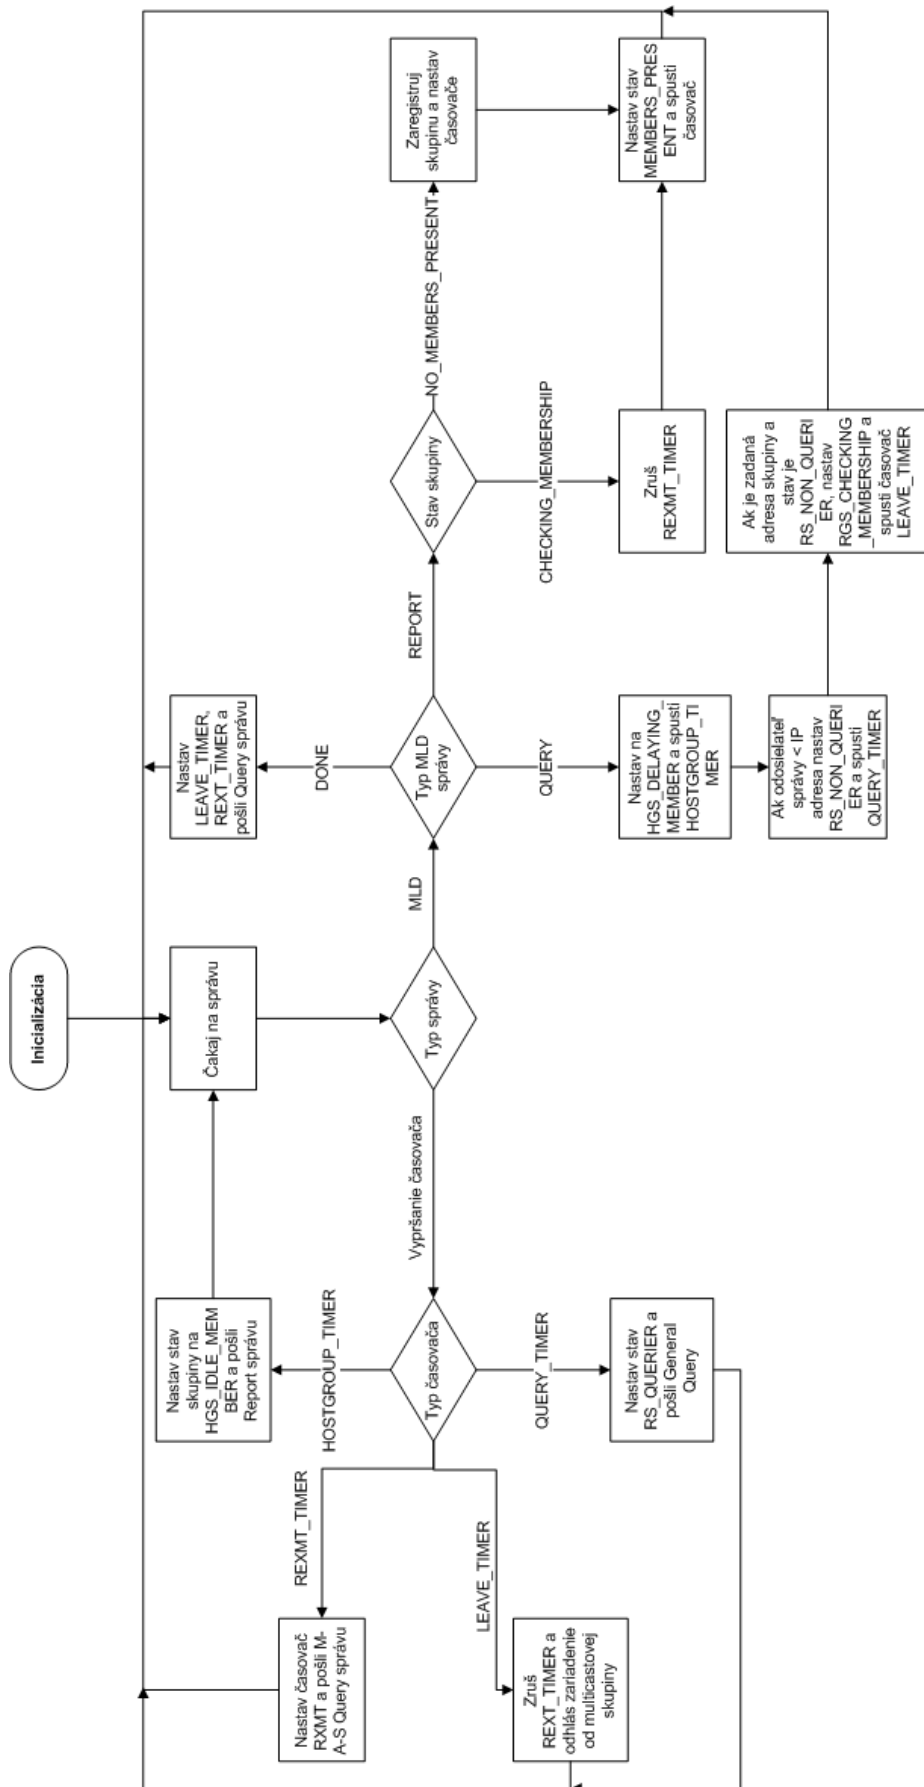 Inicializácia
Čakaj na správu
Typ správy
MLD
Vypršanie časovača
Typ MLD
správy
DONE
Nastav
LEAVE_TIMER,
REXT_TIMER a
pošli Query správu
REPORT
Stav skupiny
NO_MEMBERS_PRESENT
Zaregistruj
skupinu a nastav
časovače
CHECKING_MEMBERSHIP
Zruš
REXMT_TIMER
Nastav stav
MEMBERS_PRES
ENT a spusti
časovač
QUERY
Nastav na
HGS_DELAYING_
MEMBER a spusti
HOSTGROUP_TI
MER
Ak odosielateľ
správy < IP
adresa nastav
RS_NON_QUERI
ER a spusti
QUERY_TIMER
Ak je zadaná
adresa skupiny a
stav je
RS_NON_QUERI
ER, nastav
RGS_CHECKING
_MEMBERSHIP a
spusti časovač
LEAVE_TIMER
Typ časovača
HOSTGROUP_TIMER
Nastav stav
skupiny na
HGS_IDLE_MEM
BER a pošli
Report správu
QUERY_TIMER
Nastav stav
RS_QUERIER a
pošli General
Query
REXMT_TIMER
Nastav časovač
RXMT a pošli M-
A-S Query správu
LEAVE_TIMER
Zruš
REXT_TIMER a
odhlás zariadenie
od multicastovej
skupiny